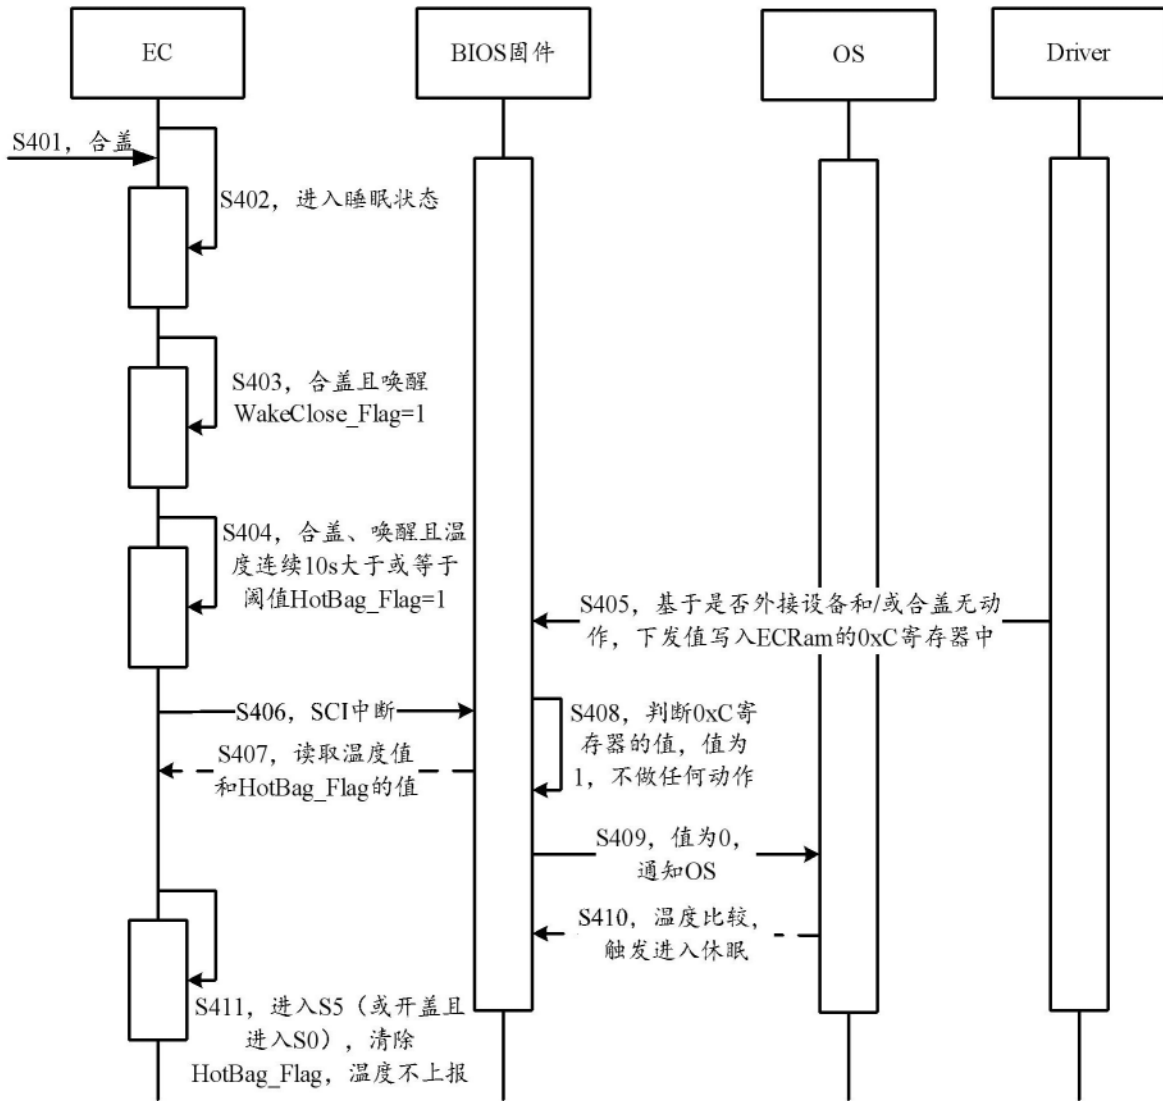 EC
BIOS固件
OS
Driver
S401，合盖
S402，进入睡眠状态
S403，合盖且唤醒
WakeClose_Flag=1
S404，合盖、唤醒且温
度连续10s大于或等于
阈值HotBag_Flag=1
S405，基于是否外接设备和/或合盖无动
作，下发值写入ECRam的0xC寄存器中
S406，SCI中断
S407，读取温度值
和HotBag_Flag的值
S408，判断0xC寄
存器的值，值为
1，不做任何动作
S409，值为0，
通知OS
S410，温度比较，
触发进入休眠
S411，进入S5（或开盖且
进入S0），清除
HotBag_Flag，温度不上报